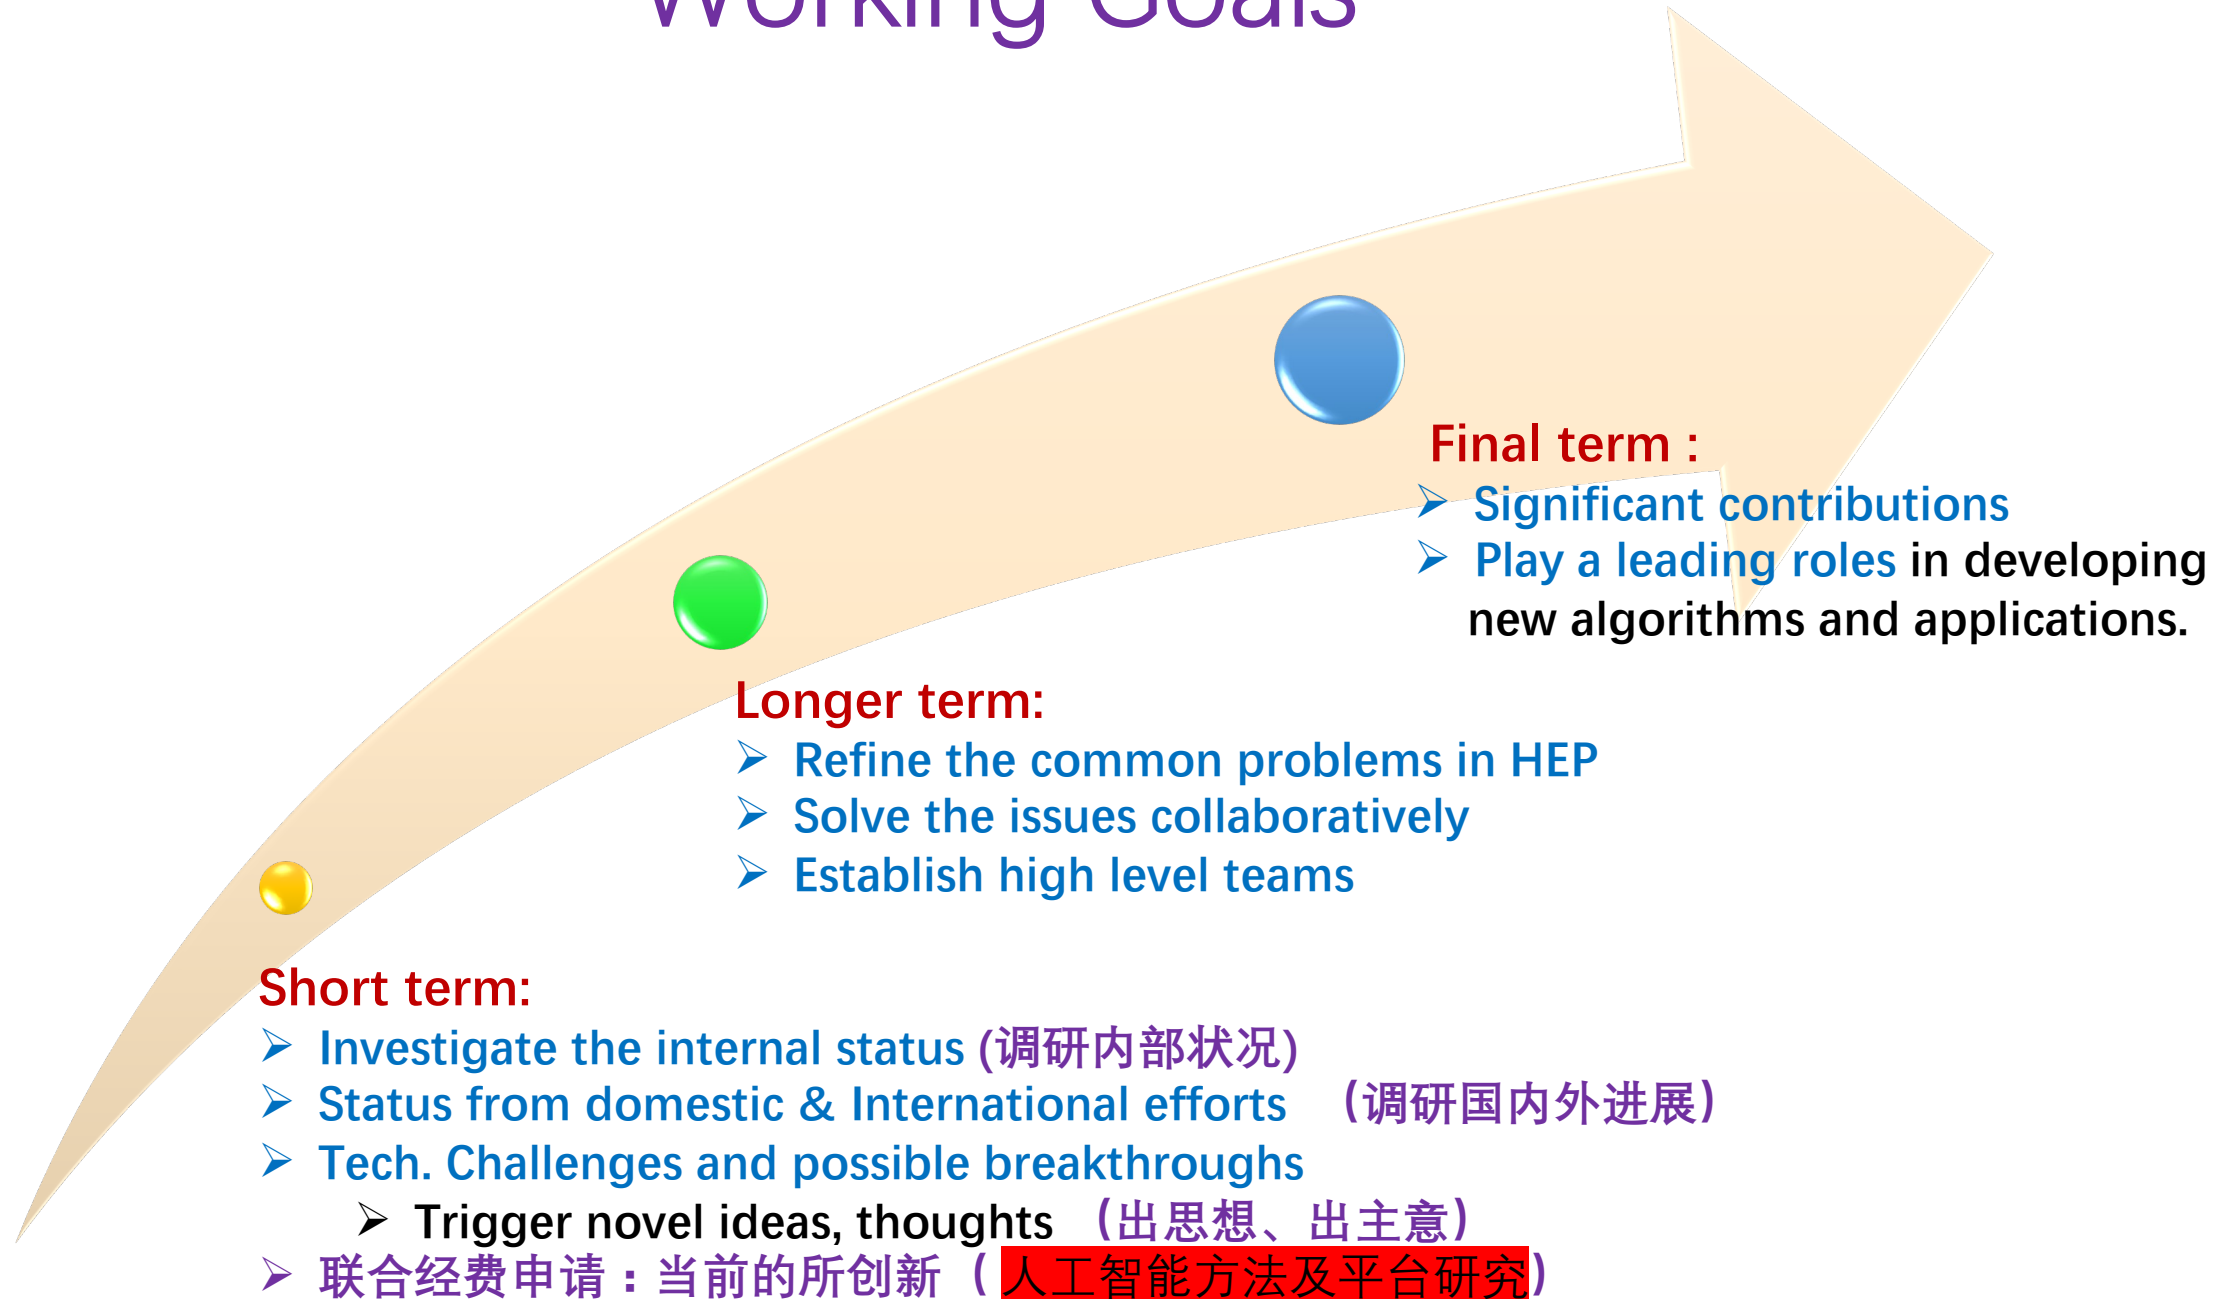 Working Goals
Final term :
➢ Significant contributions
➢ Play a leading roles in developing
new algorithms and applications.
Longer term:
➢ Refine the common problems in HEP
➢ Solve the issues collaboratively
➢ Establish high level teams
Short term:
➢ Investigate the internal status (调研内部状况)
➢ Status from domestic & International efforts （调研国内外进展）
➢ Tech. Challenges and possible breakthroughs
➢ Trigger novel ideas, thoughts （出思想、出主意）
➢ 联合经费申请：当前的所创新（ 人工智能方法及平台研究）